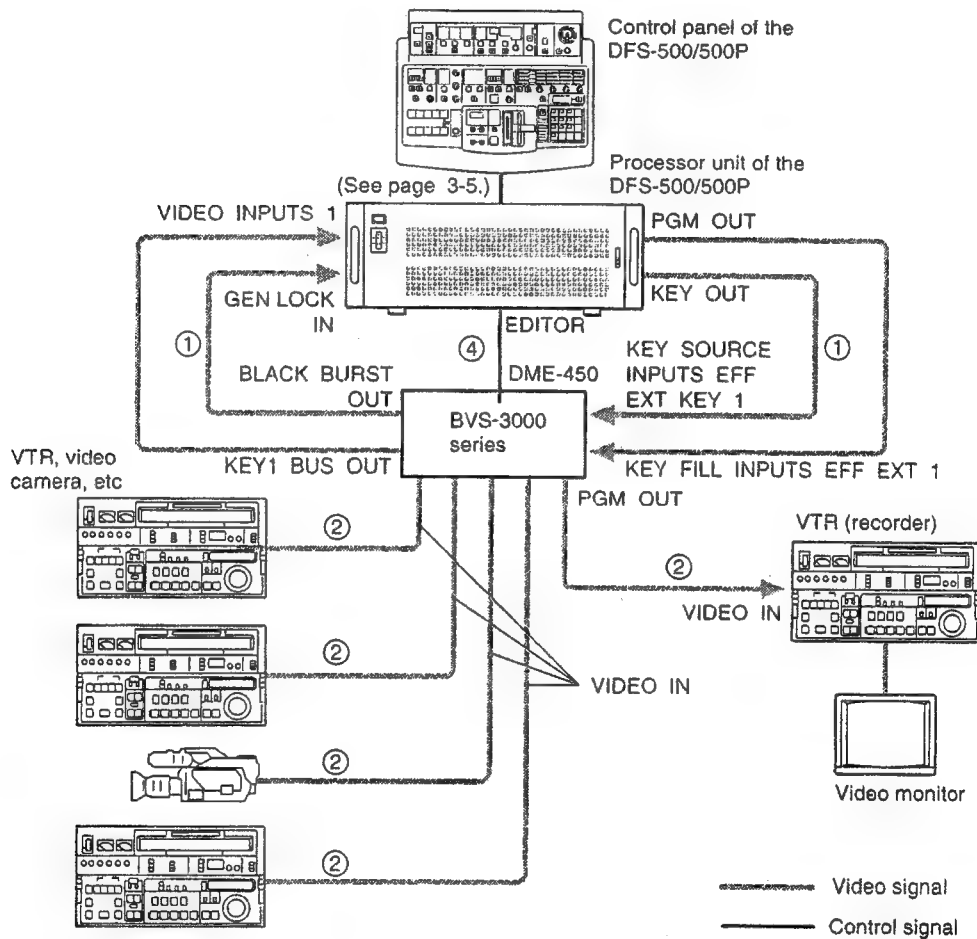 Control panel of the
DFS-500/500P
Processor unit of the
DFS-500/500P
(See page 3-5.)
VIDEO INPUTS 1
PGM OUT
GEN LOCK
IN
KEY OUT
EDITOR
①
④
①
KEY SOURCE
INPUTS EFF
EXT KEY 1
BLACK BURST
OUT
DME-450
BVS-3000
series
KEY1 BUS OUT
KEY FILL INPUTS EFF EXT 1
VTR, video
camera, etc
PGM OUT
VTR (recorder)
②
②
VIDEO IN
②
VIDEO IN
②
Video monitor
②
Video signal
Control signal